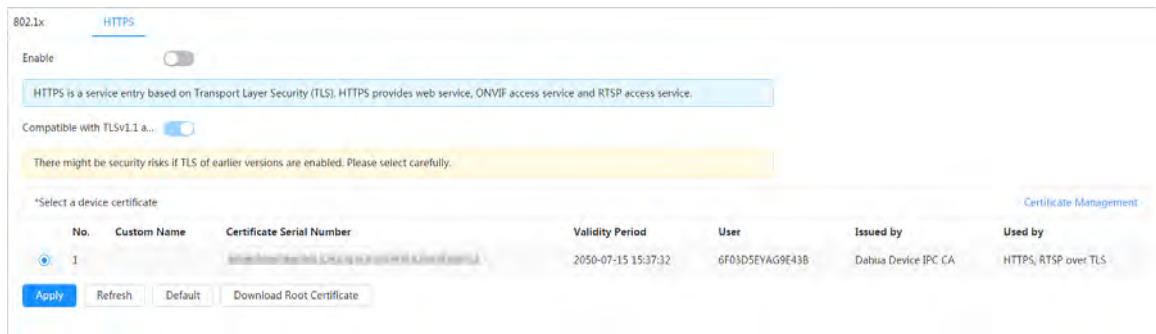 802.1x HTTPS
Enable
HTTPS is a service entry based on Transport Layer Security (TLS). HTTPS provides web service, ONVIF access service and RTSP access service.
Compatible with TLSv1.1 a...
There might be security risks if TLS of earlier versions are enabled. Please select carefully.
*Select a device certificate Certificate Management
No. Custom Name Certificate Serial Number Validity Period User Issued by Used by
1 2050-07-15 15:37:32 6F03D5EYAG9E43B Dahua Device IPC CA HTTPS, RTSP over TLS
Apply Refresh Default Download Root Certificate